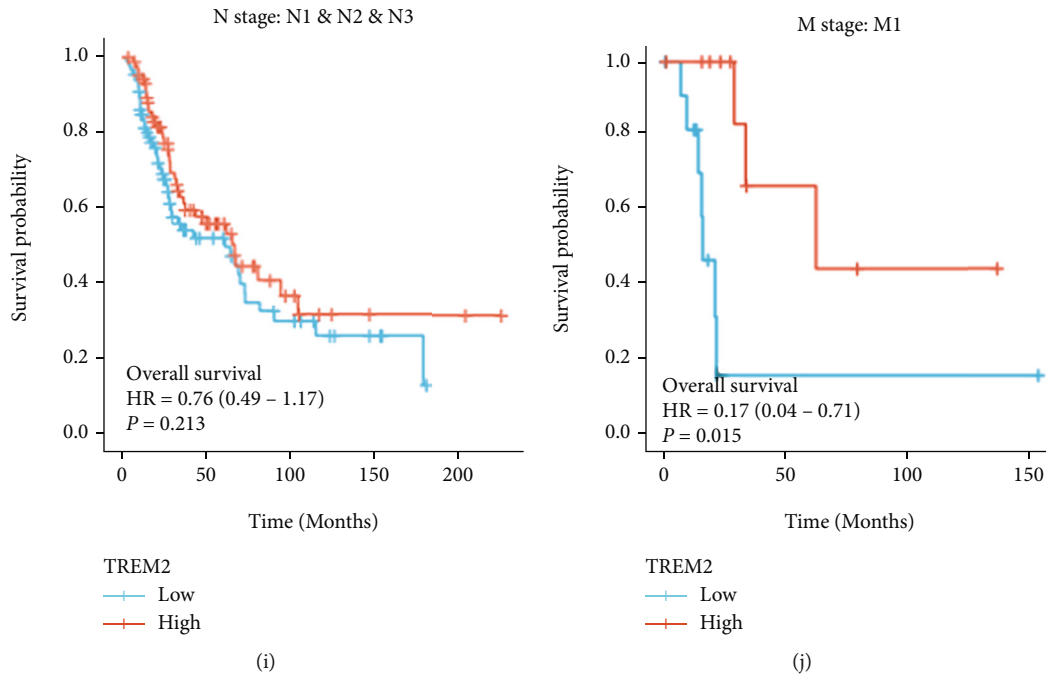 N stage: N1 & N2 & N3
1.0
0.8
0.6
0.4
0.2
0.0
Survival probability
Overall survival
HR = 0.76 (0.49 – 1.17)
P = 0.213
0 50 100 150 200
Time (Months)
TREM2
Low
High
(i)
M stage: M1
1.0
0.8
0.6
0.4
0.2
0.0
Survival probability
Overall survival
HR = 0.17 (0.04 – 0.71)
P = 0.015
0 50 100 150
Time (Months)
TREM2
Low
High
(j)